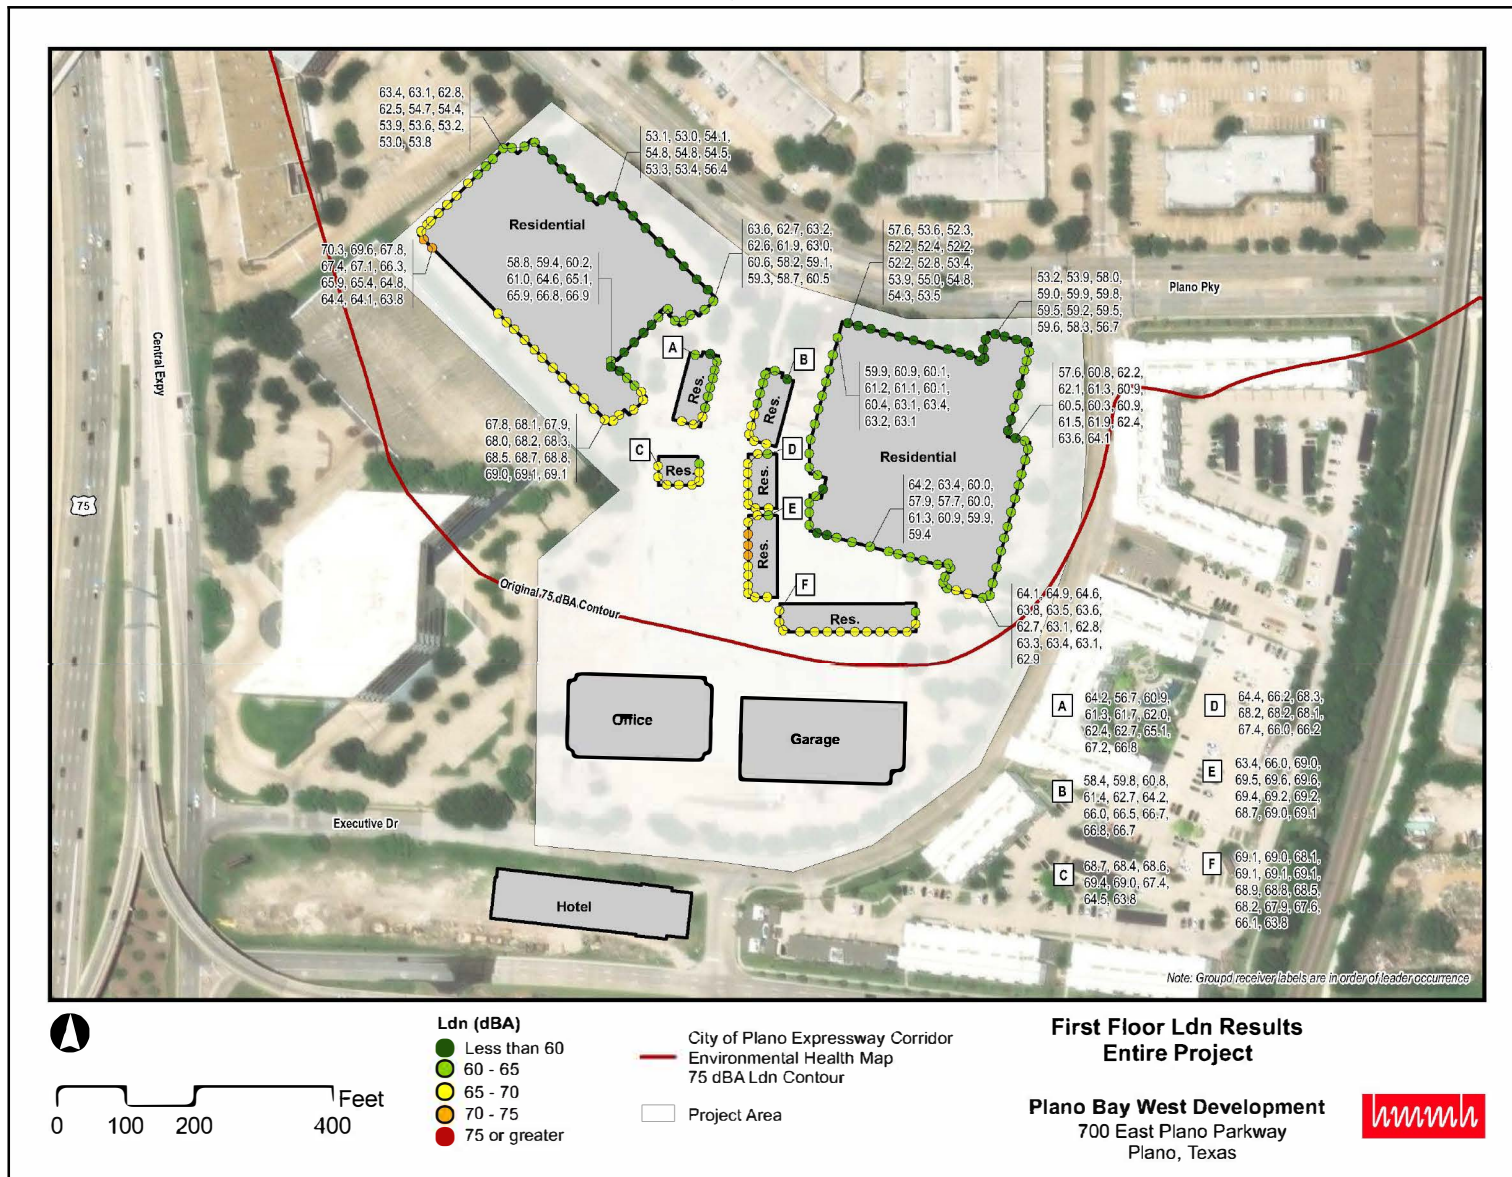 63.4, 63.1, 62.8,
62.5, 54.7, 54.4,
53.9, 53.6, 53.2,
53.0, 53.8
53.1, 53.0, 54.1,
54.8, 54.8, 54.5,
53.3, 53.4, 56.4
Residential
63.6, 62.7, 63.2,
62.6, 61.9, 63.0,
60.6, 58.2, 59.1,
59.3, 58.7, 60.5
57.6, 53.6, 52.3,
52.2, 52.4, 52.2,
52.2, 52.8, 53.4,
53.9, 55.0, 54.8,
54.3, 53.5
70.3, 69.6, 67.8,
67.4, 67.1, 66.3,
65.9, 65.4, 64.8,
64.4, 64.1, 63.8
58.8, 59.4, 60.2,
61.0, 64.6, 65.1,
65.9, 66.8, 66.9
53.2, 53.9, 58.0,
59.0, 59.9, 59.8,
59.5, 59.2, 59.5,
59.6, 58.3, 56.7
Plano Pky
Central Expy
A
Res.
B
Res.
59.9, 60.9, 60.1,
61.2, 61.1, 60.1,
60.4, 63.1, 63.4,
63.2, 63.1
57.6, 60.8, 62.2,
62.1, 61.3, 60.9,
60.5, 60.3, 60.9,
61.5, 61.9, 62.4,
63.6, 64.1
67.8, 68.1, 67.9,
68.0, 68.2, 68.3,
68.5, 68.7, 68.8,
69.0, 69.1, 69.1
C
Res.
D
Res.
Residential
64.2, 63.4, 60.0,
57.9, 57.7, 60.0,
61.3, 60.9, 59.9,
59.4
75
E
Res.
Original 75 dBA Contour
F
Res.
64.1, 64.9, 64.6,
63.8, 63.5, 63.6,
62.7, 63.1, 62.8,
63.3, 63.4, 63.1,
62.9
Office
Garage
A
64.2, 56.7, 60.9,
61.3, 61.7, 62.0,
62.4, 62.7, 65.1,
67.2, 66.8
D
64.4, 66.2, 68.3,
68.2, 68.2, 68.1,
67.4, 66.0, 66.2
B
58.4, 59.8, 60.8,
61.4, 62.7, 64.2,
66.0, 66.5, 66.7,
66.8, 66.7
E
63.4, 66.0, 69.0,
69.5, 69.6, 69.6,
69.4, 69.2, 69.2,
68.7, 69.0, 69.1
C
68.7, 68.4, 68.6,
69.4, 69.0, 67.4,
64.5, 63.8
F
69.1, 69.0, 68.1,
69.1, 69.1, 69.1,
68.9, 68.8, 68.5,
68.2, 67.9, 67.6,
66.1, 63.8
Executive Dr
Hotel
Note: Groupd receiver labels are in order of leader occurrence
0 100 200 400 Feet
Ldn (dBA)
Less than 60
60 - 65
65 - 70
70 - 75
75 or greater
City of Plano Expressway Corridor
Environmental Health Map
75 dBA Ldn Contour
Project Area
First Floor Ldn Results
Entire Project
Plano Bay West Development
700 East Plano Parkway
Plano, Texas
hmmh